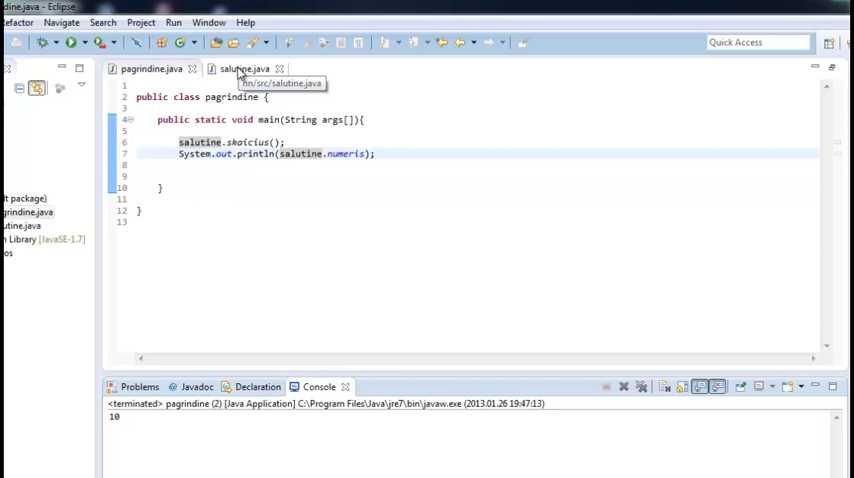 dine.java - Eclipse
Refactor Navigate Search Project Run Window Help
Quick Access
pagrindine.java salutine.java
nn/src/salutine.java
1
2 public class pagrindine {
3
4 public static void main(String args[]){
5
6 salutine.skaicius();
7 System.out.println(salutine.numeris);
8
9
10 }
11
12 }
13
lt package)
grindine.java
utine.java
n Library [JavaSE-1.7]
os
Problems @ Javadoc Declaration Console
<terminated> pagrindine (2) [Java Application] C:\Program Files\Java\jre7\bin\javaw.exe (2013.01.26 19:47:13)
10